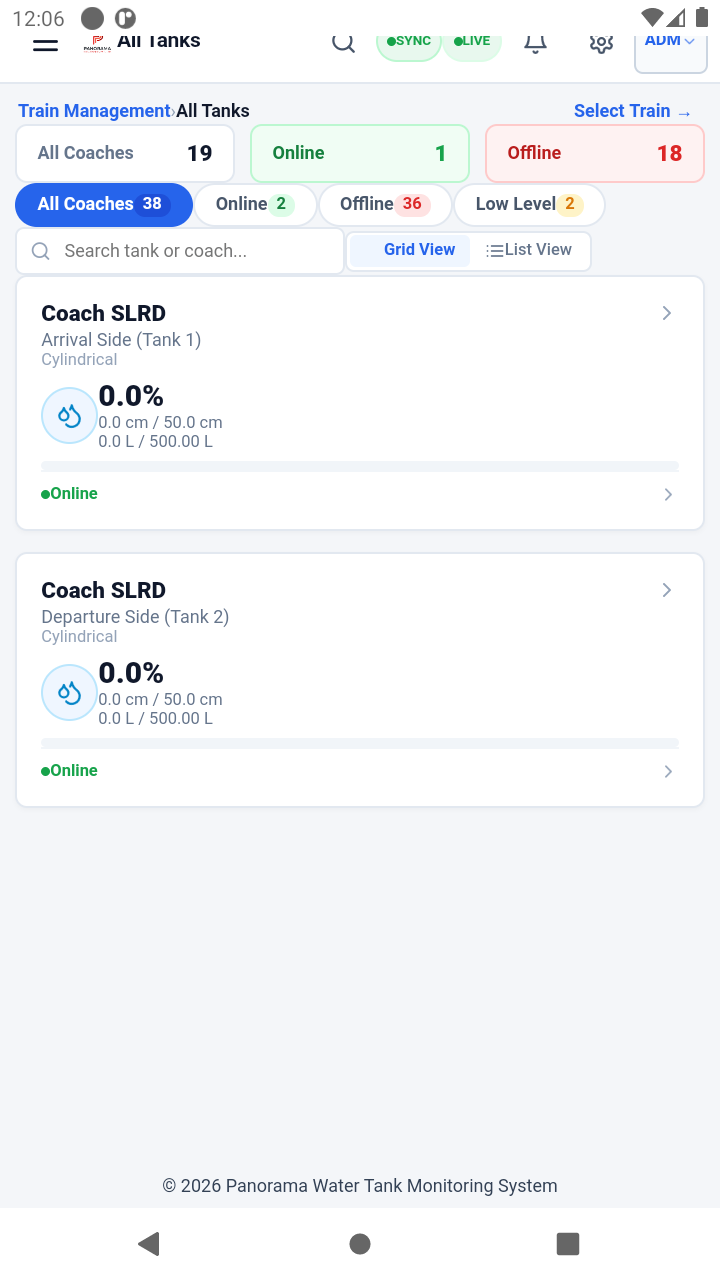 12:06
PANORAMA
All Tanks
SYNC
LIVE
ADM
Train Management›All Tanks
Select Train →
All Coaches 19
Online 1
Offline 18
All Coaches 38
Online 2
Offline 36
Low Level 2
Search tank or coach...
Grid View
List View
Coach SLRD
Arrival Side (Tank 1)
Cylindrical
0.0%
0.0 cm / 50.0 cm
0.0 L / 500.00 L
Online
Coach SLRD
Departure Side (Tank 2)
Cylindrical
0.0%
0.0 cm / 50.0 cm
0.0 L / 500.00 L
Online
© 2026 Panorama Water Tank Monitoring System